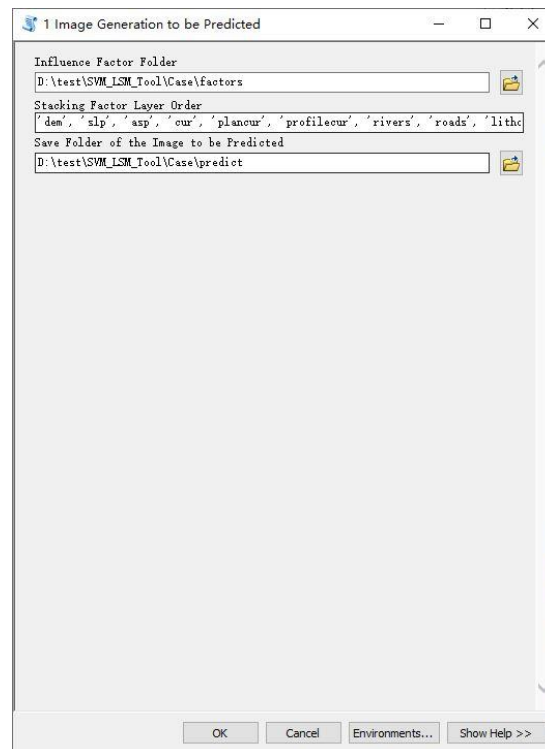 1 Image Generation to be Predicted
Influence Factor Folder
D:\test\SVM_LSM_Tool\Case\factors
Stacking Factor Layer Order
'dem', 'slp', 'asp', 'cur', 'plancur', 'profilecur', 'rivers', 'roads', 'litho
Save Folder of the Image to be Predicted
D:\test\SVM_LSM_Tool\Case\predict
OK Cancel Environments... Show Help >>